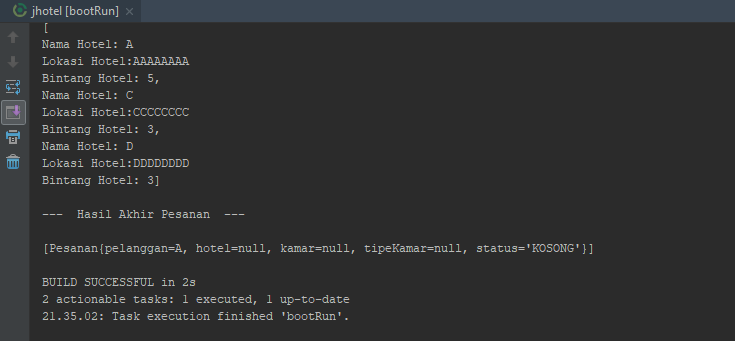 jhotel [bootRun]
[
Nama Hotel: A
Lokasi Hotel:AAAAAAAA
Bintang Hotel: 5,
Nama Hotel: C
Lokasi Hotel:CCCCCCCC
Bintang Hotel: 3,
Nama Hotel: D
Lokasi Hotel:DDDDDDDD
Bintang Hotel: 3]
--- Hasil Akhir Pesanan ---
[Pesanan{pelanggan=A, hotel=null, kamar=null, tipeKamar=null, status='KOSONG'}]
BUILD SUCCESSFUL in 2s
2 actionable tasks: 1 executed, 1 up-to-date
21.35.02: Task execution finished 'bootRun'.